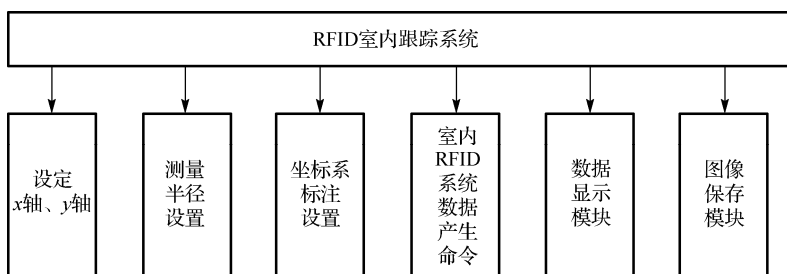 RFID室内跟踪系统
设定
x轴、y轴
测量
半径
设置
坐标系
标注
设置
室内
RFID
系统
数据
产生
命令
数据
显示
模块
图像
保存
模块